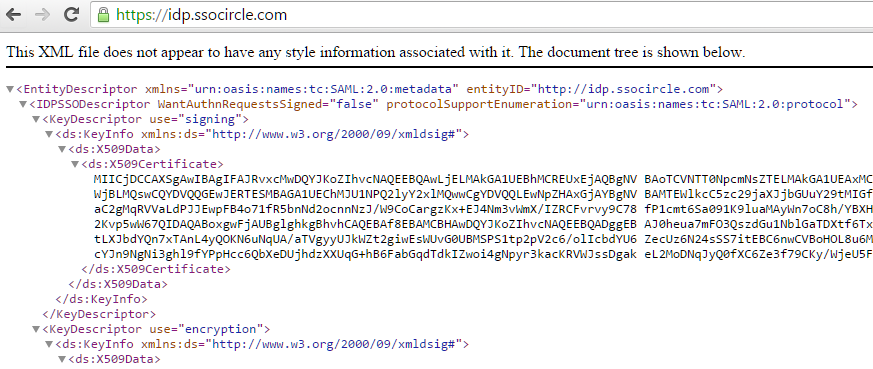 https://idp.ssocircle.com
This XML file does not appear to have any style information associated with it. The document tree is shown below.
▼<EntityDescriptor xmlns="urn:oasis:names:tc:SAML:2.0:metadata" entityID="http://idp.ssocircle.com">
▼<IDPSSODescriptor WantAuthnRequestsSigned="false" protocolSupportEnumeration="urn:oasis:names:tc:SAML:2.0:protocol">
▼<KeyDescriptor use="signing">
▼<ds:KeyInfo xmlns:ds="http://www.w3.org/2000/09/xmldsig#">
▼<ds:X509Data>
▼<ds:X509Certificate>
MIICjDCCAXSgAwIBAgIFAJRvxcMwDQYJKoZIhvcNAQEEBQAwLjELMAkGA1UEBhMCREUxEjAQBgNV BAoTCVNTT0NpcmNsZTELMAkGA1UEAxMC
WjBLMQswCQYDVQQGEwJERTESMBAGA1UEChMJU1NPQ2lyY2xlMQwwCgYDVQQLEwNpZHAxGjAYBgNV BAMTEWlkcC5zc29jaXJjbGUuY29tMIGf
aC2gMqRVVaLdPJJEwpFB4o71fR5bnNd2ocnnNzJ/W9CoCargzKx+EJ4Nm3vWmX/IZRCFvrvy9C78 fP1cmt6Sa091K9luaMAyWn7oC8h/YBXH
2Kvp5wW67QIDAQABoxgwFjAUBglghkgBhvhCAQEBAf8EBAMCBHAwDQYJKoZIhvcNAQEEBQADggEB AJ0heua7mFO3QszdGu1NblGaTDXtf6Tx
tLXJbdYQn7xTAnL4yQOKN6uNqUA/aTVgyyUJkWZt2giwEsWUvG0UBMSPS1tp2pV2c6/olIcbdYU6 ZecUz6N24sSS7itEBC6nwCVBoHOL8u6M
cYJn9NgNi3ghl9fYPpHcc6QbXeDUjhdzXXUqG+hB6FabGqdTdkIZwoi4gNpyr3kacKRVWJssDgak eL2MoDNqJyQ0fXC6Ze3f79CKy/WjeU5F
</ds:X509Certificate>
</ds:X509Data>
</ds:KeyInfo>
</KeyDescriptor>
▼<KeyDescriptor use="encryption">
▼<ds:KeyInfo xmlns:ds="http://www.w3.org/2000/09/xmldsig#">
▼<ds:X509Data>